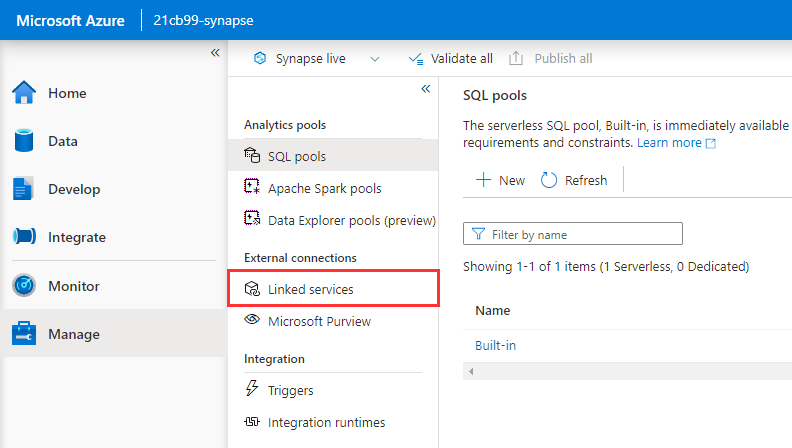 Microsoft Azure
21cb99-synapse
Home
Data
Develop
Integrate
Monitor
Manage
Synapse live
Validate all
Publish all
Analytics pools
SQL pools
Apache Spark pools
Data Explorer pools (preview)
External connections
Linked services
Microsoft Purview
Integration
Triggers
Integration runtimes
SQL pools
The serverless SQL pool, Built-in, is immediately available
requirements and constraints. Learn more
New
Refresh
Filter by name
Showing 1-1 of 1 items (1 Serverless, 0 Dedicated)
Name
Built-in